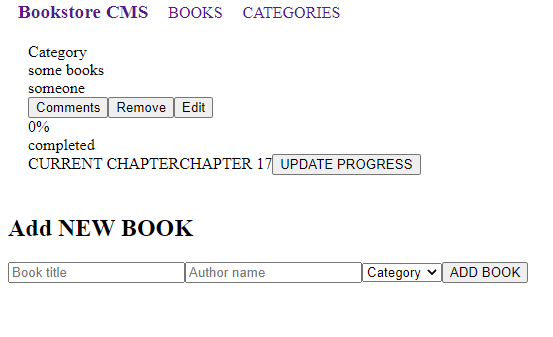 Bookstore CMS BOOKS CATEGORIES
Category
some books
someone
Comments Remove Edit
0%
completed
CURRENT CHAPTERCHAPTER 17 UPDATE PROGRESS
Add NEW BOOK
Book title Author name Category ADD BOOK